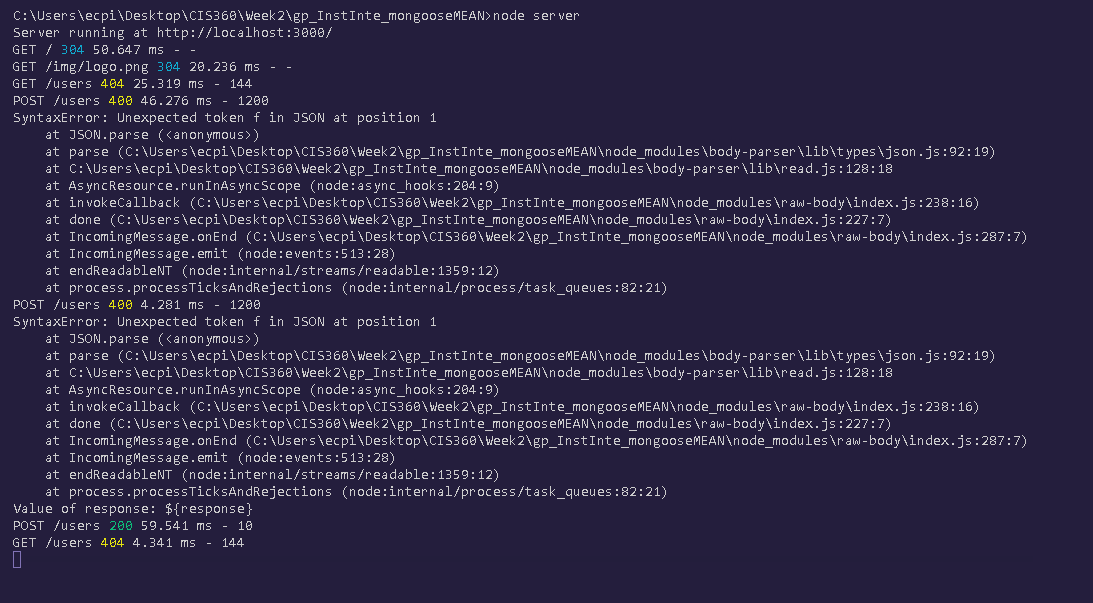 C:\Users\ecpi\Desktop\CIS360\Week2\gp_InstInte_mongooseMEAN>node server
Server running at http://localhost:3000/
GET / 304 50.647 ms - -
GET /img/logo.png 304 20.236 ms - -
GET /users 404 25.319 ms - 144
POST /users 400 46.276 ms - 1200
SyntaxError: Unexpected token f in JSON at position 1
    at JSON.parse (<anonymous>)
    at parse (C:\Users\ecpi\Desktop\CIS360\Week2\gp_InstInte_mongooseMEAN\node_modules\body-parser\lib\types\json.js:92:19)
    at C:\Users\ecpi\Desktop\CIS360\Week2\gp_InstInte_mongooseMEAN\node_modules\body-parser\lib\read.js:128:18
    at AsyncResource.runInAsyncScope (node:async_hooks:204:9)
    at invokeCallback (C:\Users\ecpi\Desktop\CIS360\Week2\gp_InstInte_mongooseMEAN\node_modules\raw-body\index.js:238:16)
    at done (C:\Users\ecpi\Desktop\CIS360\Week2\gp_InstInte_mongooseMEAN\node_modules\raw-body\index.js:227:7)
    at IncomingMessage.onEnd (C:\Users\ecpi\Desktop\CIS360\Week2\gp_InstInte_mongooseMEAN\node_modules\raw-body\index.js:287:7)
    at IncomingMessage.emit (node:events:513:28)
    at endReadableNT (node:internal/streams/readable:1359:12)
    at process.processTicksAndRejections (node:internal/process/task_queues:82:21)
POST /users 400 4.281 ms - 1200
SyntaxError: Unexpected token f in JSON at position 1
    at JSON.parse (<anonymous>)
    at parse (C:\Users\ecpi\Desktop\CIS360\Week2\gp_InstInte_mongooseMEAN\node_modules\body-parser\lib\types\json.js:92:19)
    at C:\Users\ecpi\Desktop\CIS360\Week2\gp_InstInte_mongooseMEAN\node_modules\body-parser\lib\read.js:128:18
    at AsyncResource.runInAsyncScope (node:async_hooks:204:9)
    at invokeCallback (C:\Users\ecpi\Desktop\CIS360\Week2\gp_InstInte_mongooseMEAN\node_modules\raw-body\index.js:238:16)
    at done (C:\Users\ecpi\Desktop\CIS360\Week2\gp_InstInte_mongooseMEAN\node_modules\raw-body\index.js:227:7)
    at IncomingMessage.onEnd (C:\Users\ecpi\Desktop\CIS360\Week2\gp_InstInte_mongooseMEAN\node_modules\raw-body\index.js:287:7)
    at IncomingMessage.emit (node:events:513:28)
    at endReadableNT (node:internal/streams/readable:1359:12)
    at process.processTicksAndRejections (node:internal/process/task_queues:82:21)
Value of response: ${response}
POST /users 200 59.541 ms - 10
GET /users 404 4.341 ms - 144